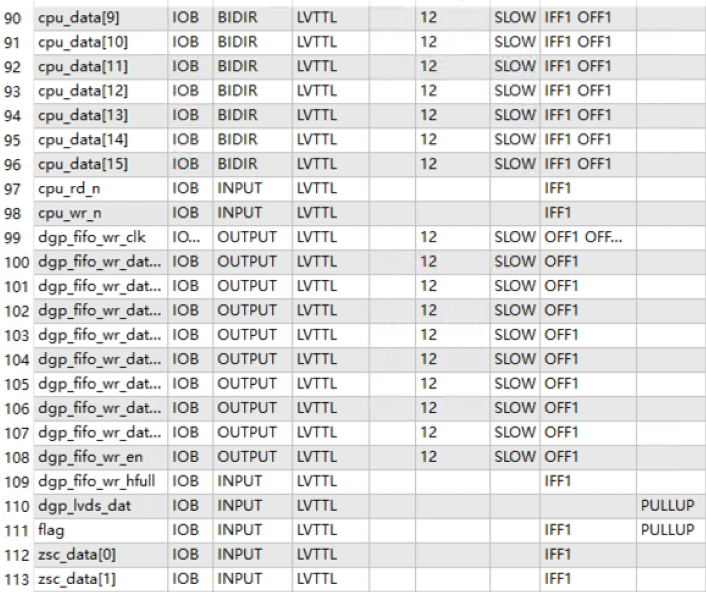 90 cpu_data[9] IOB BIDIR LVTTL 12 SLOW IFF1 OFF1
91 cpu_data[10] IOB BIDIR LVTTL 12 SLOW IFF1 OFF1
92 cpu_data[11] IOB BIDIR LVTTL 12 SLOW IFF1 OFF1
93 cpu_data[12] IOB BIDIR LVTTL 12 SLOW IFF1 OFF1
94 cpu_data[13] IOB BIDIR LVTTL 12 SLOW IFF1 OFF1
95 cpu_data[14] IOB BIDIR LVTTL 12 SLOW IFF1 OFF1
96 cpu_data[15] IOB BIDIR LVTTL 12 SLOW IFF1 OFF1
97 cpu_rd_n IOB INPUT LVTTL IFF1
98 cpu_wr_n IOB INPUT LVTTL IFF1
99 dgp_fifo_wr_clk IO... OUTPUT LVTTL 12 SLOW OFF1 OFF...
100 dgp_fifo_wr_dat... IOB OUTPUT LVTTL 12 SLOW OFF1
101 dgp_fifo_wr_dat... IOB OUTPUT LVTTL 12 SLOW OFF1
102 dgp_fifo_wr_dat... IOB OUTPUT LVTTL 12 SLOW OFF1
103 dgp_fifo_wr_dat... IOB OUTPUT LVTTL 12 SLOW OFF1
104 dgp_fifo_wr_dat... IOB OUTPUT LVTTL 12 SLOW OFF1
105 dgp_fifo_wr_dat... IOB OUTPUT LVTTL 12 SLOW OFF1
106 dgp_fifo_wr_dat... IOB OUTPUT LVTTL 12 SLOW OFF1
107 dgp_fifo_wr_dat... IOB OUTPUT LVTTL 12 SLOW OFF1
108 dgp_fifo_wr_en IOB OUTPUT LVTTL 12 SLOW OFF1
109 dgp_fifo_wr_hfull IOB INPUT LVTTL IFF1
110 dgp_lvds_dat IOB INPUT LVTTL PULLUP
111 flag IOB INPUT LVTTL IFF1 PULLUP
112 zsc_data[0] IOB INPUT LVTTL IFF1
113 zsc_data[1] IOB INPUT LVTTL IFF1